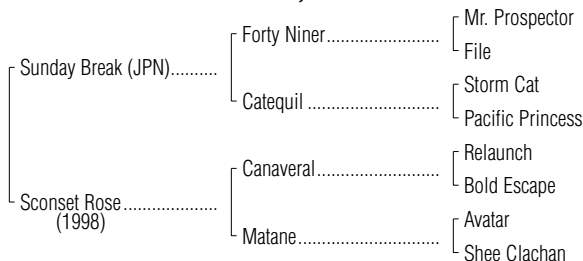 Mr. Prospector
Forty Niner........................
File
Sunday Break (JPN)..........
Storm Cat
Catequil ............................
Pacific Princess
Relaunch
Canaveral..........................
Bold Escape
Sconset Rose....................
(1998)
Avatar
Matane..............................
Shee Clachan